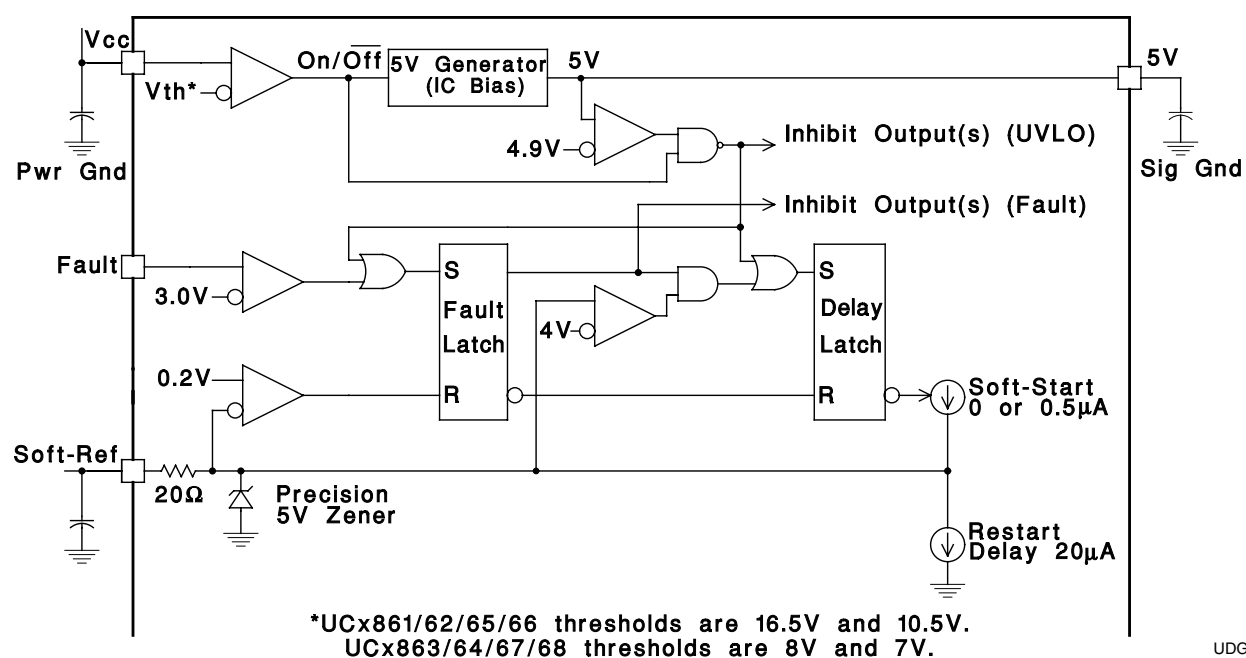 Vcc
On/Off
5V Generator
(IC Bias)
5V
5V
Vth*
4.9V
Inhibit Output(s) (UVLO)
Pwr Gnd
Sig Gnd
Inhibit Output(s) (Fault)
Fault
3.0V
S
Fault
Latch
R
4V
S
Delay
Latch
R
0.2V
Soft-Start
0 or 0.5μA
Soft-Ref
20Ω
Precision
5V Zener
Restart
Delay 20μA
*UCx861/62/65/66 thresholds are 16.5V and 10.5V.
UCx863/64/67/68 thresholds are 8V and 7V.
UDG